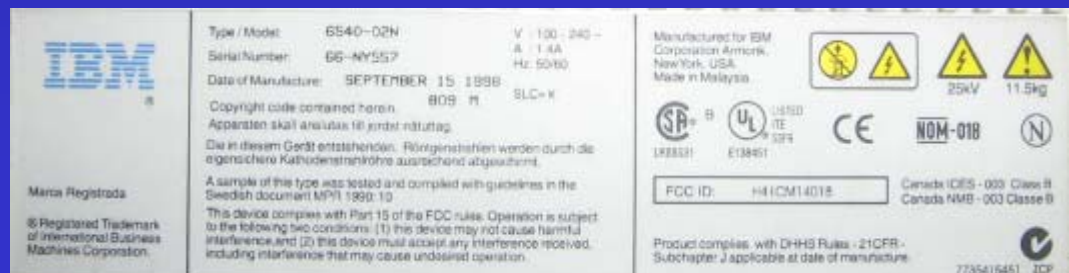 IBM
®
Marca Registrada
® Registered Trademark
of International Business
Machines Corporation.
Type / Model: 6540-02N
V : 100 - 240 ~
A : 1.4A
Hz: 50/60
Serial Number: 66-NY557
Date of Manufacture: SEPTEMBER 15 1998
809 M
SLC=K
Copyright code contained herein.
Apparaten skall anslutas till jordat nätuttag.
Die in diesem Gerät entstehenden Röntgenstrahlen werden durch die
eigensichere Kathodenstrahlröhre ausreichend abgeschirmt.
A sample of this type was tested and complied with guidelines in the
Swedish document MPR 1990:10
This device complies with Part 15 of the FCC rules. Operation is subject
to the following two conditions: (1) this device may not cause harmful
interference,and (2) this device must accept any interference received,
including interference that may cause undesired operation.
Manufactured for IBM
Corporation Armonk,
New York, USA
Made in Malaysia
25kV
11.5kg
SA B
UL LISTED
ITE
E138451
CE
NOM-018
N
FCC ID:
Canada ICES - 003 Class B
Canada NMB - 003 Classe B
Product complies with DHHS Rules - 21CFR -
Subchapter J applicable at date of manufacture.
TCP